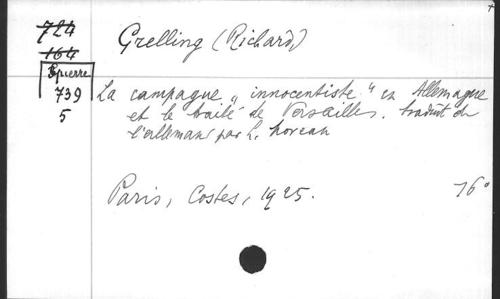 724
164
Grelling (Richard)
Guerre
739
5
La campagne "innocentiste" en Allemagne
et le traité de Versailles. traduit de
l'allemand par L.
Paris, Costes, 1925.
16°